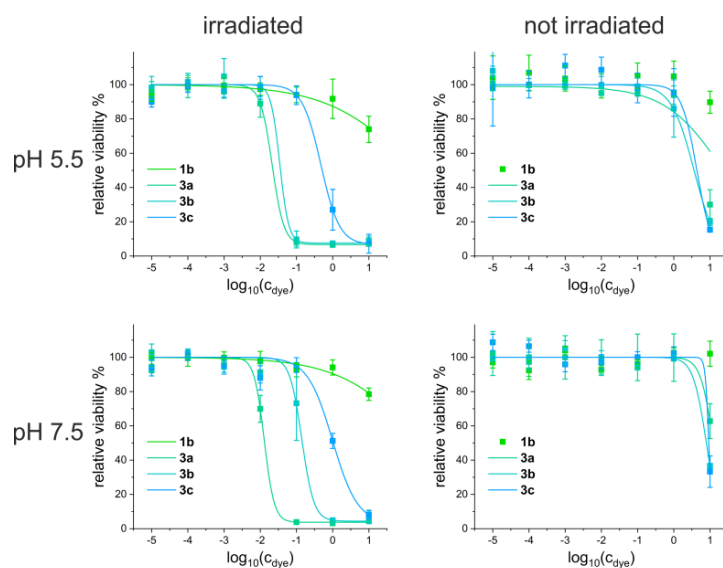 irradiated
not irradiated
pH 5.5
relative viability %
100
80
60
40
20
0
1b
3a
3b
3c
-5 -4 -3 -2 -1 0 1
log10(cdye)
relative viability %
100
80
60
40
20
0
1b
3a
3b
3c
-5 -4 -3 -2 -1 0 1
log10(cdye)
pH 7.5
relative viability %
100
80
60
40
20
0
1b
3a
3b
3c
-5 -4 -3 -2 -1 0 1
log10(cdye)
relative viability %
100
80
60
40
20
0
1b
3a
3b
3c
-5 -4 -3 -2 -1 0 1
log10(cdye)